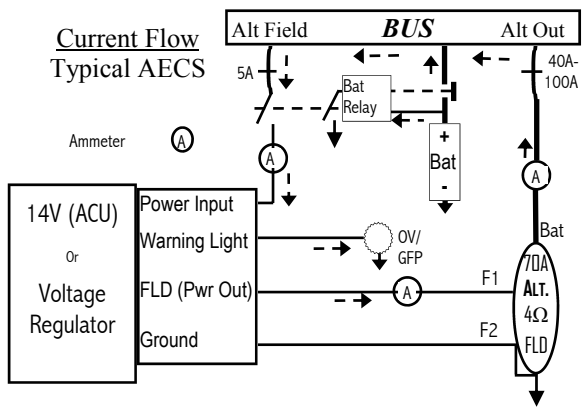 Current Flow
Typical AECS
Alt Field
BUS
Alt Out
5A
40A-
100A
Bat
Relay
Ammeter
A
+
Bat
-
A
A
Bat
14V (ACU)
Or
Voltage
Regulator
Power Input
Warning Light
FLD (Pwr Out)
Ground
OV/
GFP
A
F1
F2
70A
ALT.
4Ω
FLD